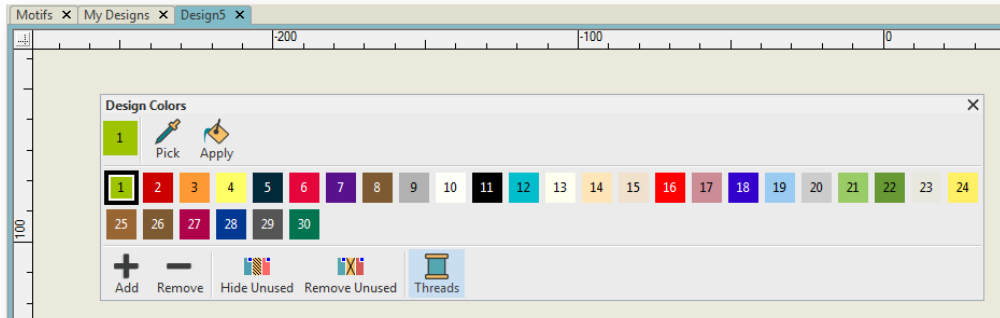 Motifs X My Designs X Design5 X
-200 -100 0
Design Colors
1 Pick Apply
1 2 3 4 5 6 7 8 9 10 11 12 13 14 15 16 17 18 19 20 21 22 23 24
25 26 27 28 29 30
100
Add Remove Hide Unused Remove Unused Threads